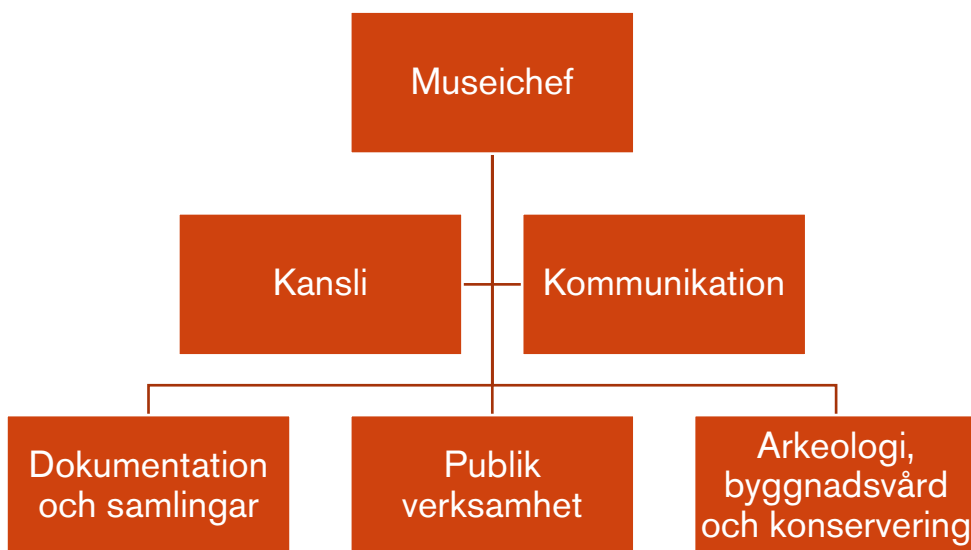 Museichef
Kansli
Kommunikation
Dokumentation
och samlingar
Publik
verksamhet
Arkeologi,
byggnadsvård
och konservering